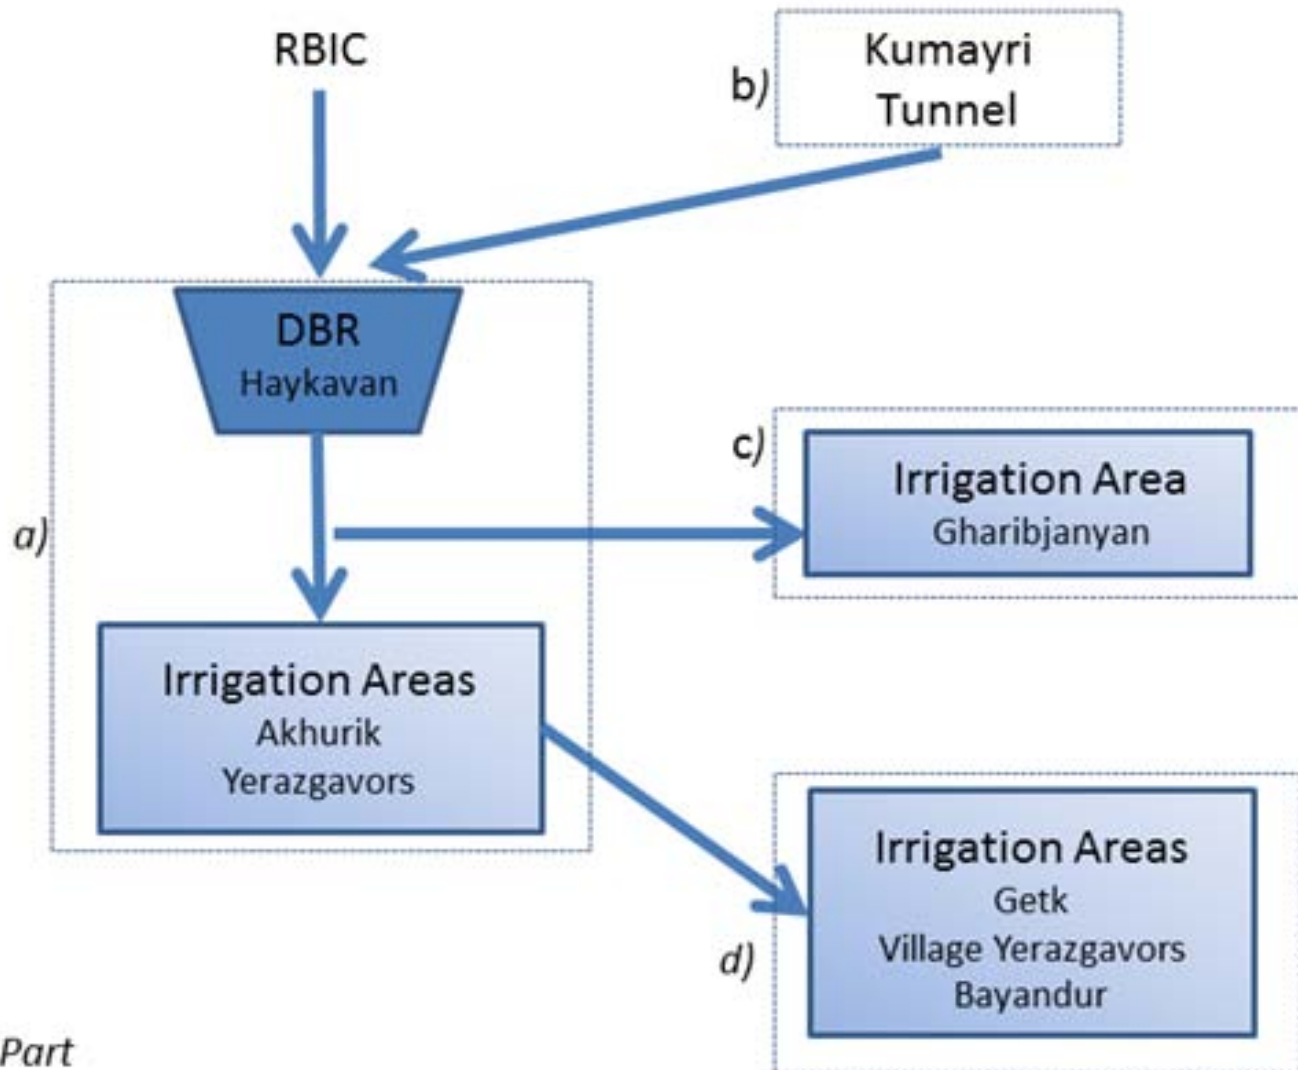 RBIC
b)
Kumayri
Tunnel
a)
DBR
Haykavan
c)
Irrigation Area
Gharibjanyan
Irrigation Areas
Akhurik
Yerazgavors
d)
Irrigation Areas
Getk
Village Yerazgavors
Bayandur
Part